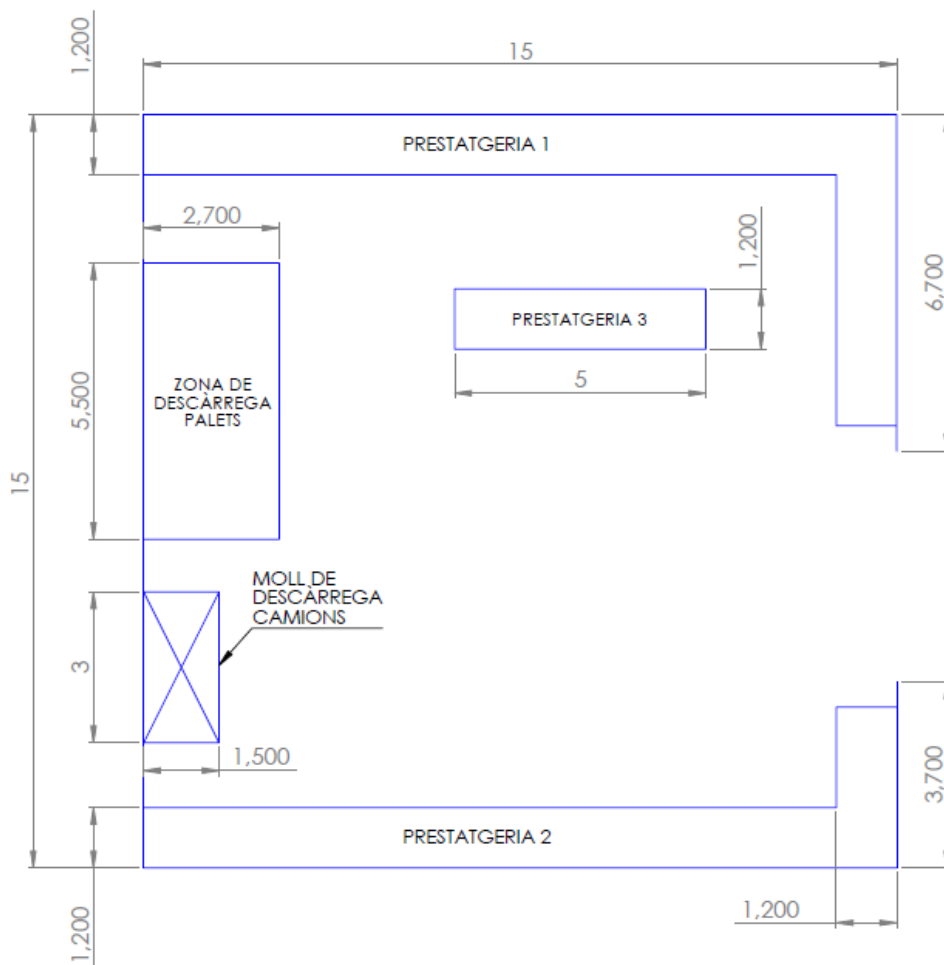 1,200
15
PRESTATGERIA 1
2,700
1,200
6,700
PRESTATGERIA 3
5
ZONA DE
DESCÀRREGA
PALETS
5,500
15
MOLL DE
DESCÀRREGA
CAMIONS
3
1,500
3,700
PRESTATGERIA 2
1,200
1,200